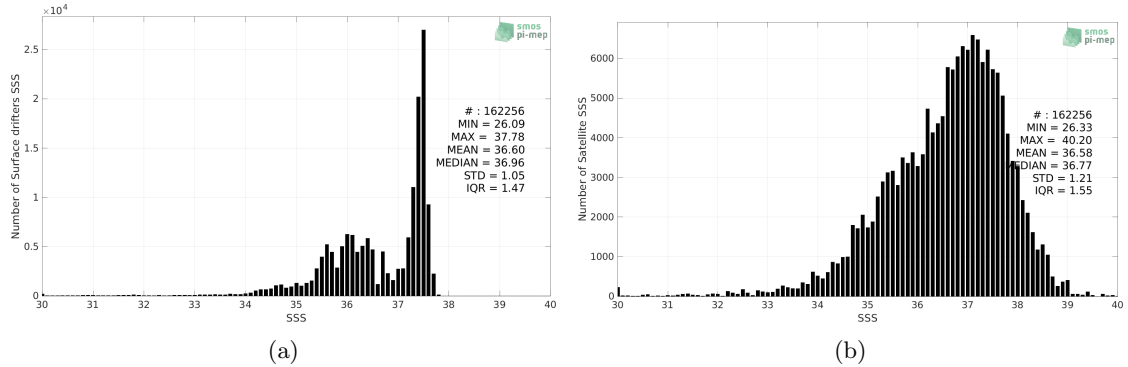 ×10⁴
smos
pi-mep
2.5
2
1.5
1
0.5
0
Number of Surface drifters SSS
# : 162256
MIN = 26.09
MAX = 37.78
MEAN = 36.60
MEDIAN = 36.96
STD = 1.05
IQR = 1.47
30 31 32 33 34 35 36 37 38 39 40
SSS
(a)
smos
pi-mep
6000
5000
4000
3000
2000
1000
0
Number of Satellite SSS
# : 162256
MIN = 26.33
MAX = 40.20
MEAN = 36.58
MEDIAN = 36.77
STD = 1.21
IQR = 1.55
30 31 32 33 34 35 36 37 38 39 40
SSS
(b)